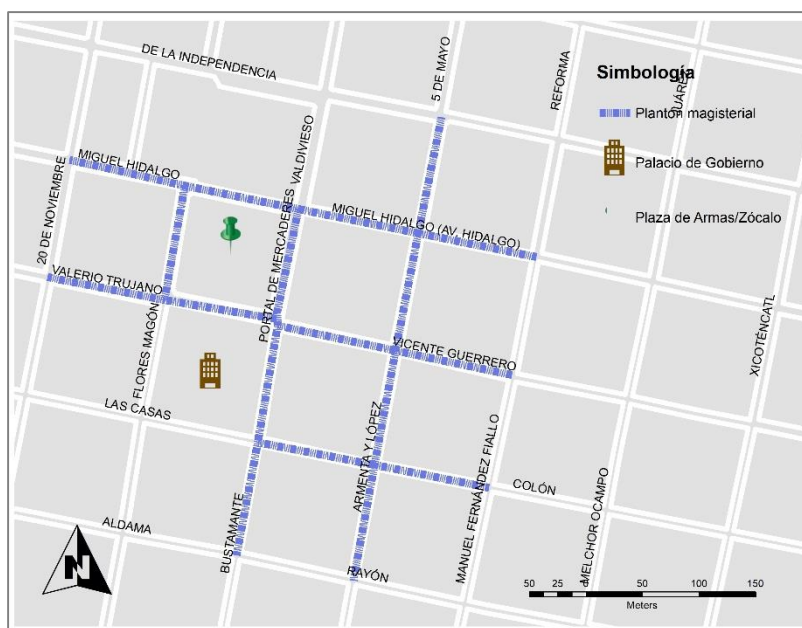 DE LA INDEPENDENCIA
5 DE MAYO
REFORMA
JUÁREZ
Simbología
Plantón magisterial
Palacio de Gobierno
Plaza de Armas/Zócalo
MIGUEL HIDALGO
20 DE NOVIEMBRE
PORTAL DE MERCADERES
VALDIVIESO
MIGUEL HIDALGO (AV. HIDALGO)
VALERIO TRUJANO
FLORES MAGÓN
VICENTE GUERRERO
XICOTÉNCATL
LAS CASAS
ARMENTA Y LÓPEZ
MANUEL FERNÁNDEZ FIALLO
COLÓN
MELCHOR OCAMPO
ALDAMA
BUSTAMANTE
RAYÓN
N
50 25 0 50 100 150
Meters